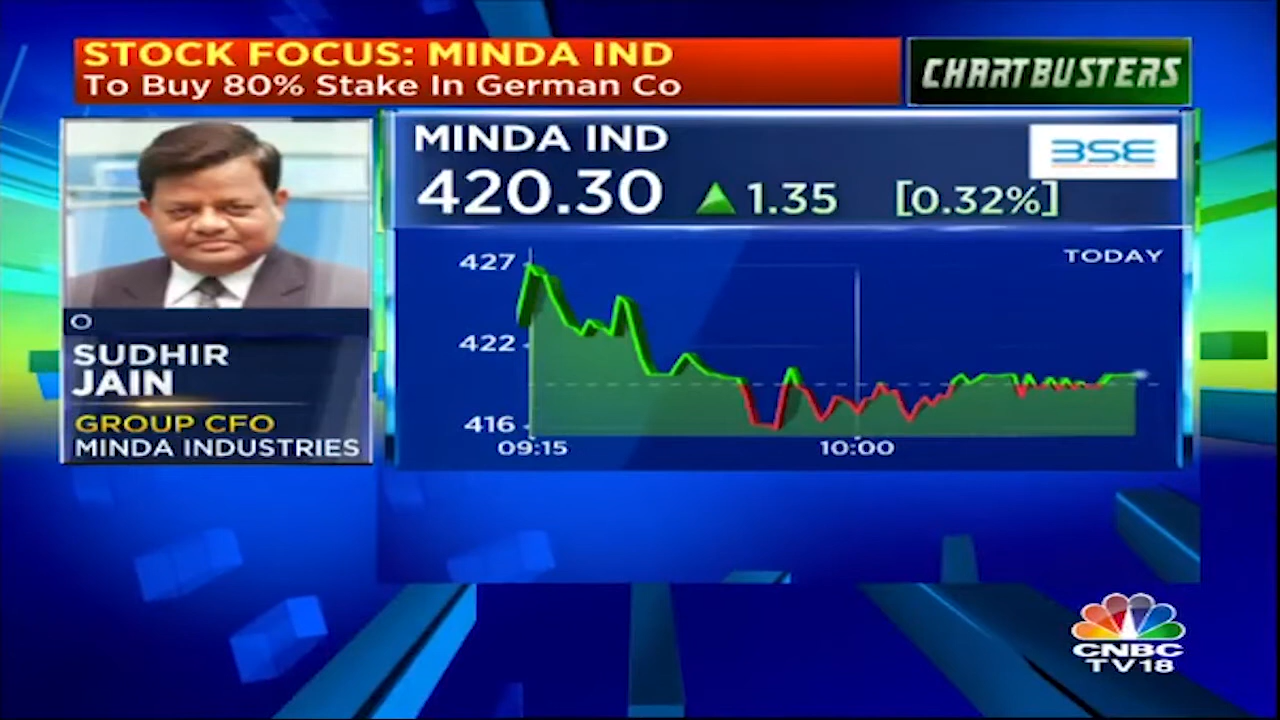 STOCK FOCUS: MINDA IND
To Buy 80% Stake In German Co
CHARTBUSTERS
MINDA IND
BSE
420.30 ▲ 1.35 [0.32%]
TODAY
427
422
416
09:15 10:00
O
SUDHIR
JAIN
GROUP CFO
MINDA INDUSTRIES
CNBC
TV18